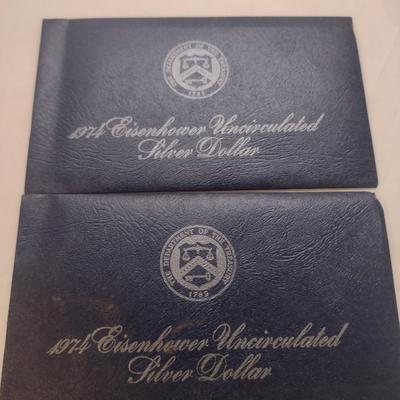 THE DEPARTMENT OF THE TREASURY
1789
1974 Eisenhower Uncirculated
Silver Dollar
THE DEPARTMENT OF THE TREASURY
1789
1974 Eisenhower Uncirculated
Silver Dollar